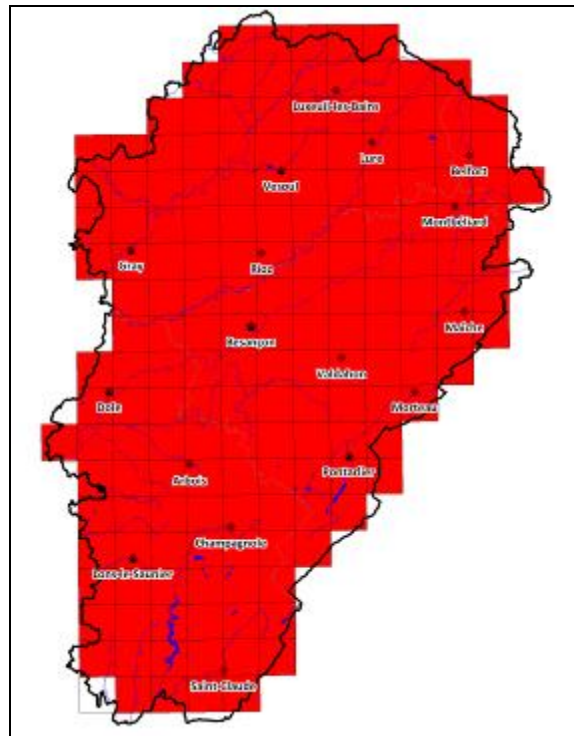 Luxeuil-les-Bains
Lure
Belfort
Vesoul
Montbéliard
Gray
Rioz
Maîche
Besançon
Valdahon
Dole
Morteau
Pontarlier
Arbois
Champagnole
Lons-le-Saunier
Saint-Claude